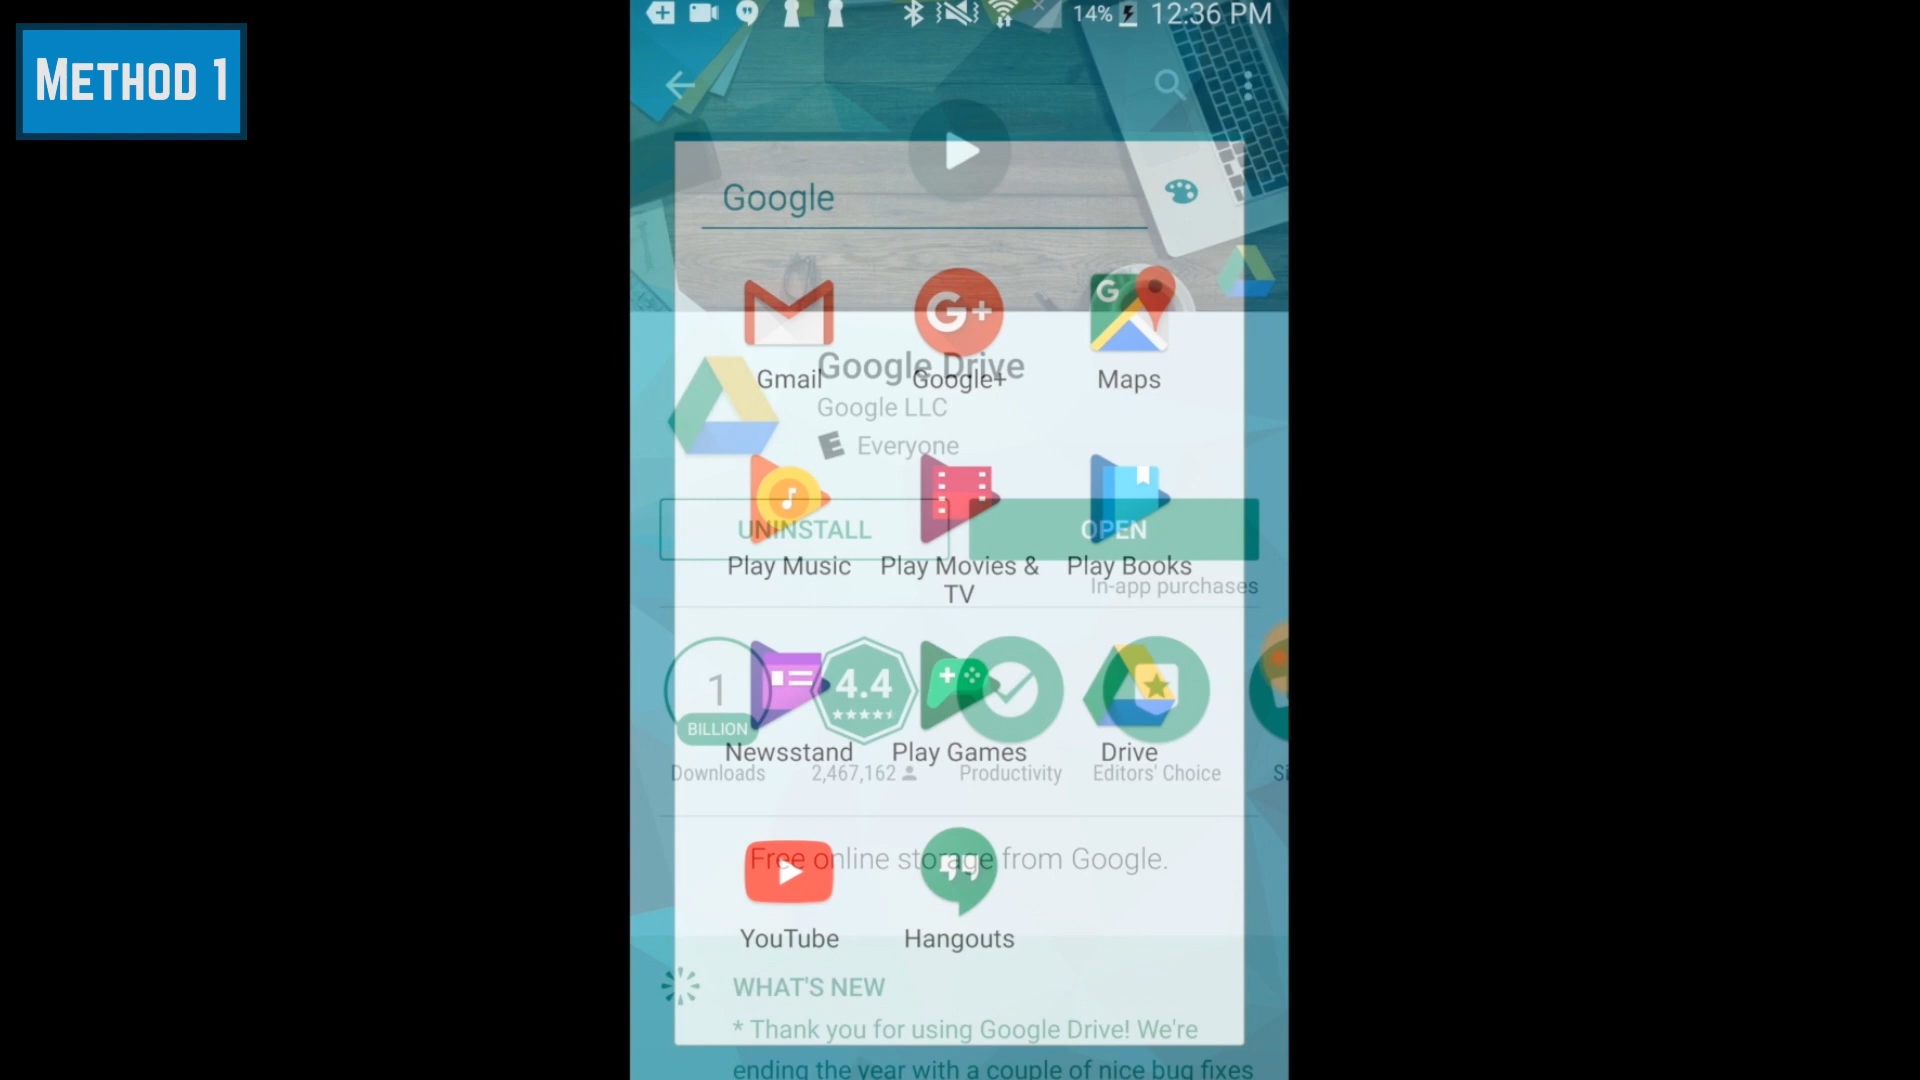 METHOD 1
14% 12:36 PM
Google
Google Drive
Gmail Google+ Maps
Google LLC
Everyone
UNINSTALL OPEN
Play Music Play Movies & TV Play Books
In-app purchases
1 BILLION
4.4
Newsstand Play Games Drive
Downloads 2,467,162 Productivity Editors' Choice Si
Free online storage from Google.
YouTube Hangouts
WHAT'S NEW
* Thank you for using Google Drive! We're
ending the year with a couple of nice bug fixes